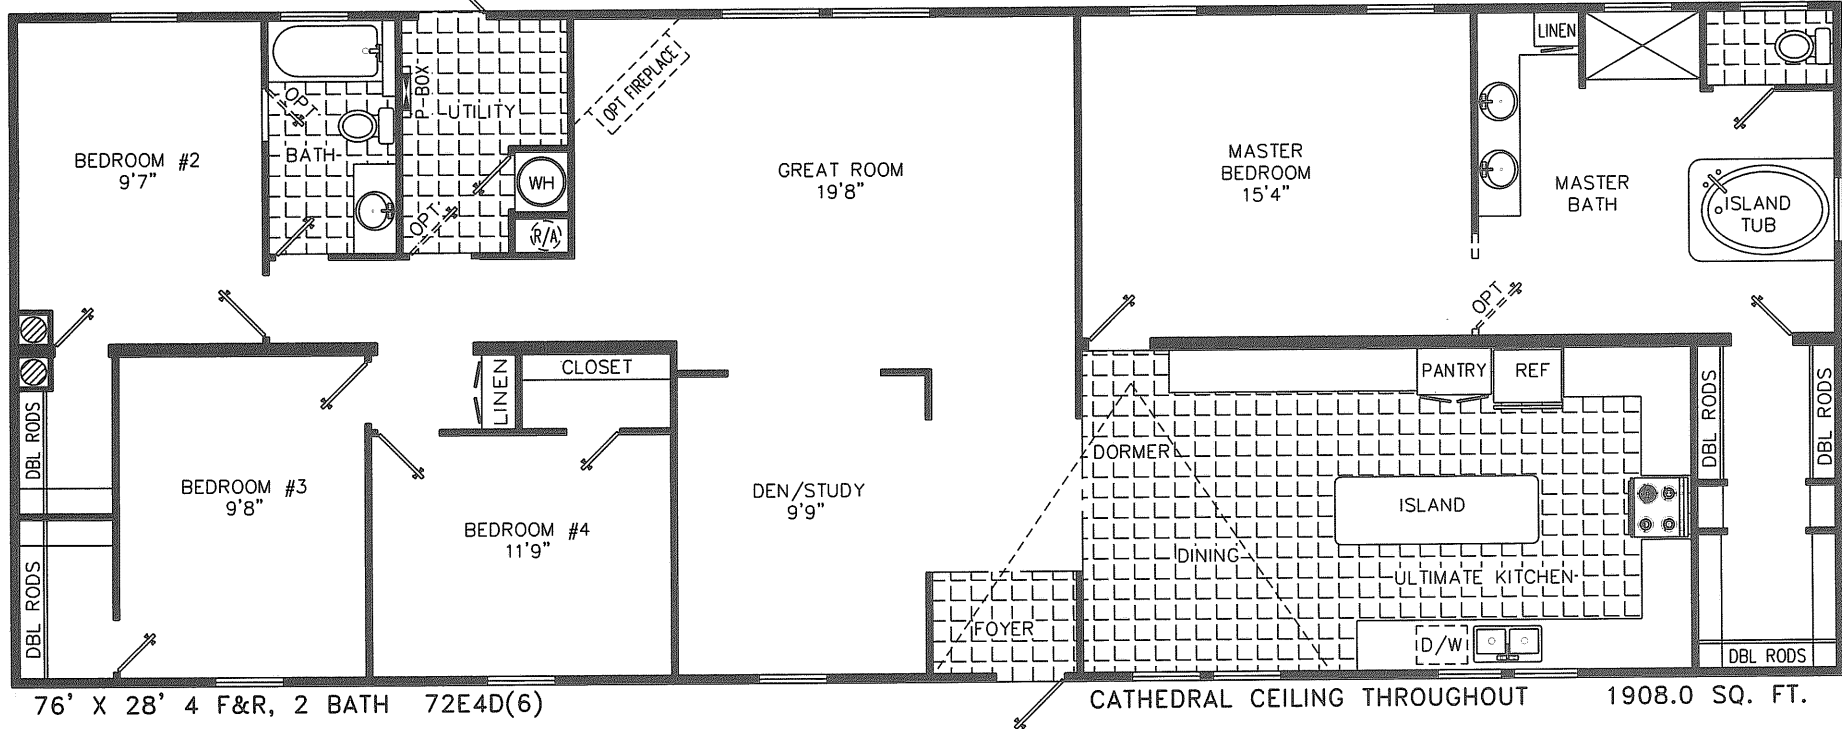 BEDROOM #2
9'7"
OPT
BATH
P-BOX
UTILITY
OPT
WH
R/A
OPT FIREPLACE
GREAT ROOM
19'8"
MASTER
BEDROOM
15'4"
LINEN
MASTER
BATH
ISLAND
TUB
OPT
DBL RODS
DBL RODS
BEDROOM #3
9'8"
LINEN
CLOSET
BEDROOM #4
11'9"
DEN/STUDY
9'9"
FOYER
DORMER
DINING
PANTRY
REF
ISLAND
ULTIMATE KITCHEN
D/W
DBL RODS
DBL RODS
DBL RODS
76' X 28' 4 F&R, 2 BATH 72E4D(6)
CATHEDRAL CEILING THROUGHOUT
1908.0 SQ. FT.